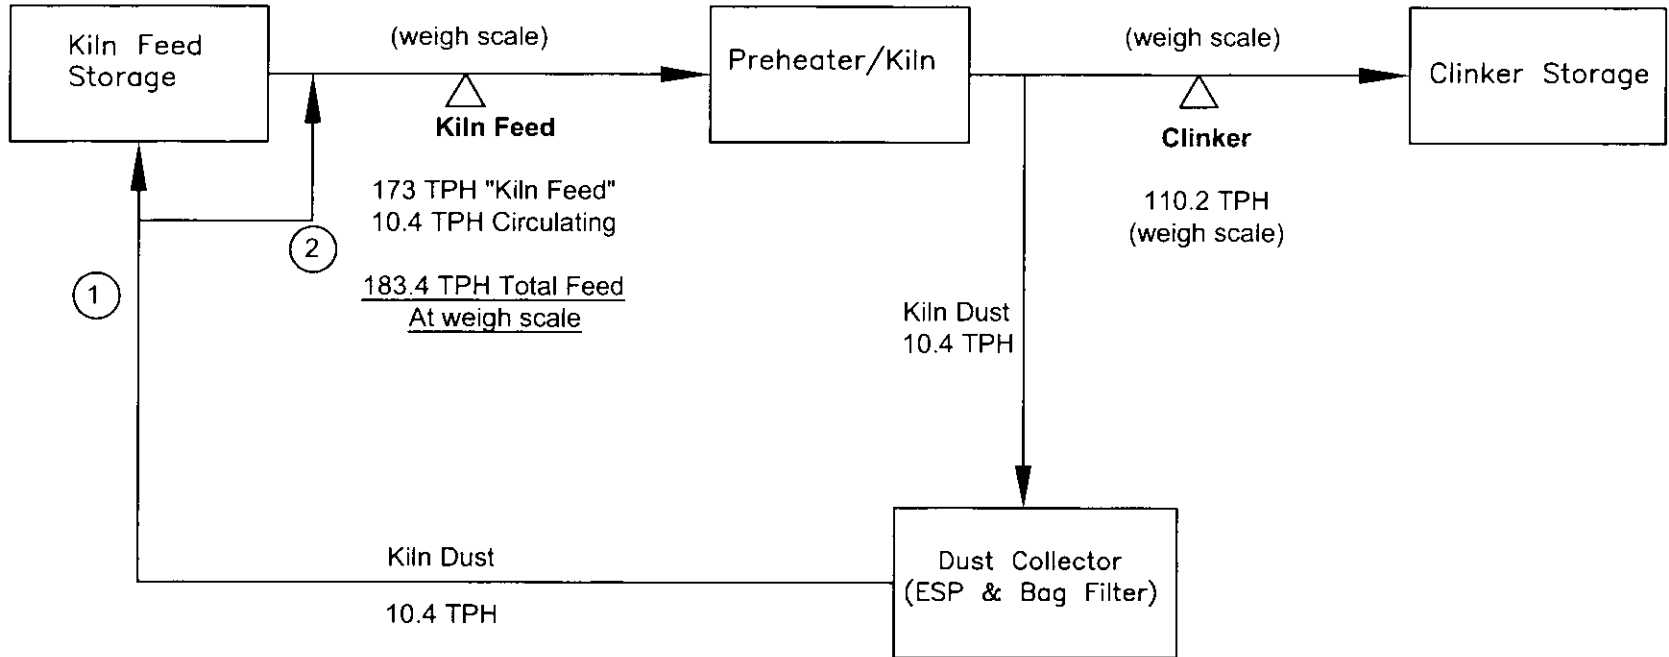 Kiln Feed
Storage
(weigh scale)
Kiln Feed
173 TPH "Kiln Feed"
10.4 TPH Circulating
183.4 TPH Total Feed
At weigh scale
Preheater/Kiln
(weigh scale)
Clinker
110.2 TPH
(weigh scale)
Clinker Storage
1
2
Kiln Dust
10.4 TPH
Kiln Dust
10.4 TPH
Dust Collector
(ESP & Bag Filter)